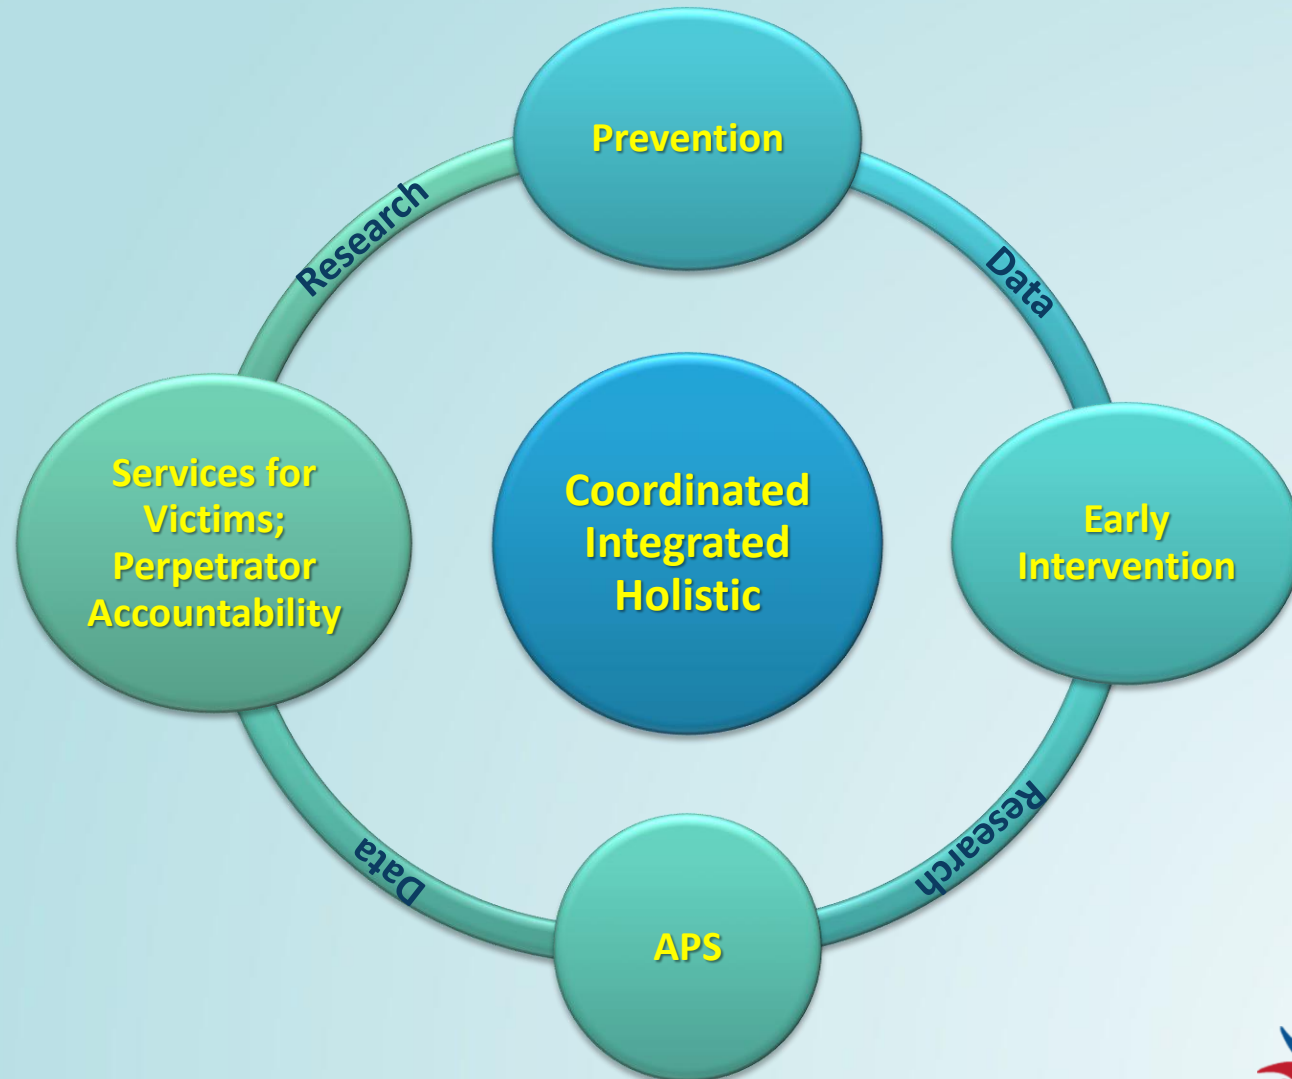 Prevention
Research
Data
Services for
Victims;
Perpetrator
Accountability
Coordinated
Integrated
Holistic
Early
Intervention
Data
Research
APS